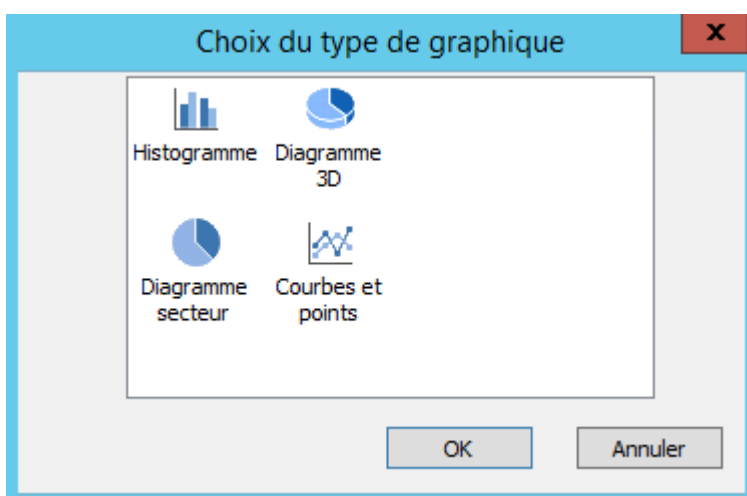 Choix du type de graphique
x
Histogramme
Diagramme
3D
Diagramme
secteur
Courbes et
points
OK
Annuler